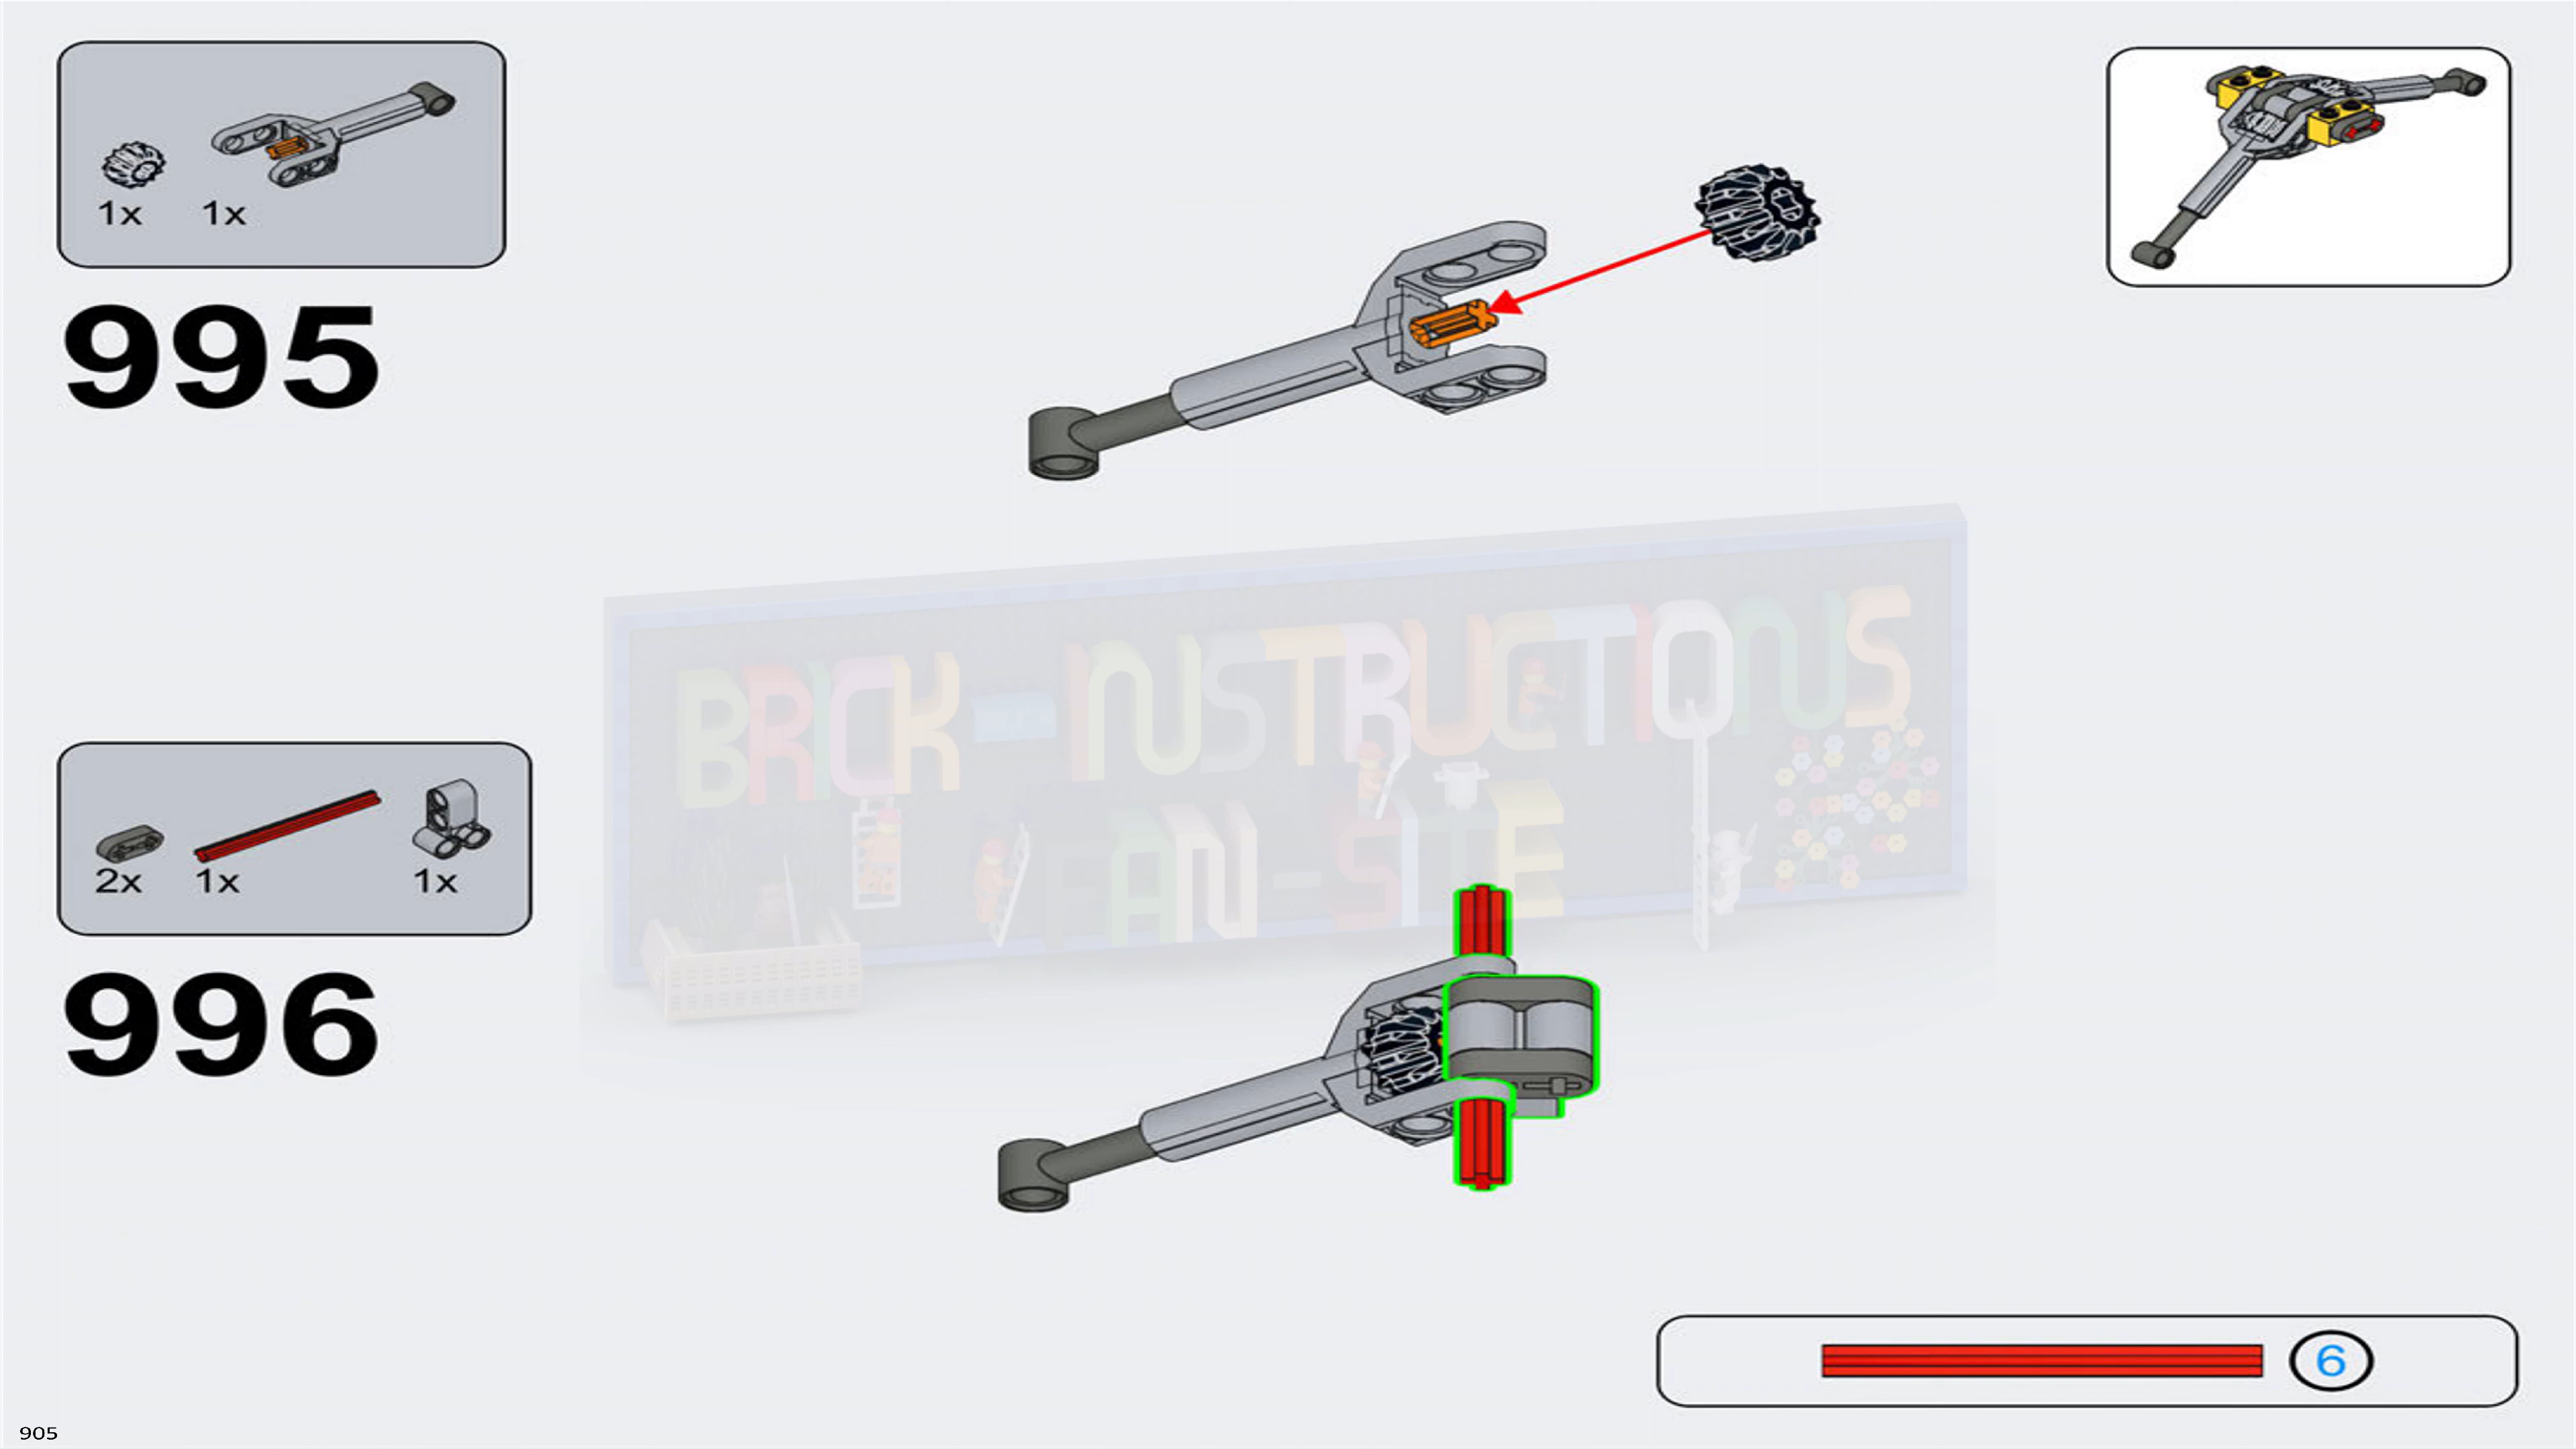 1x 1x
995
BRICK-INSTRUCTIONS
FAN-SITE
2x 1x 1x
996
6
905